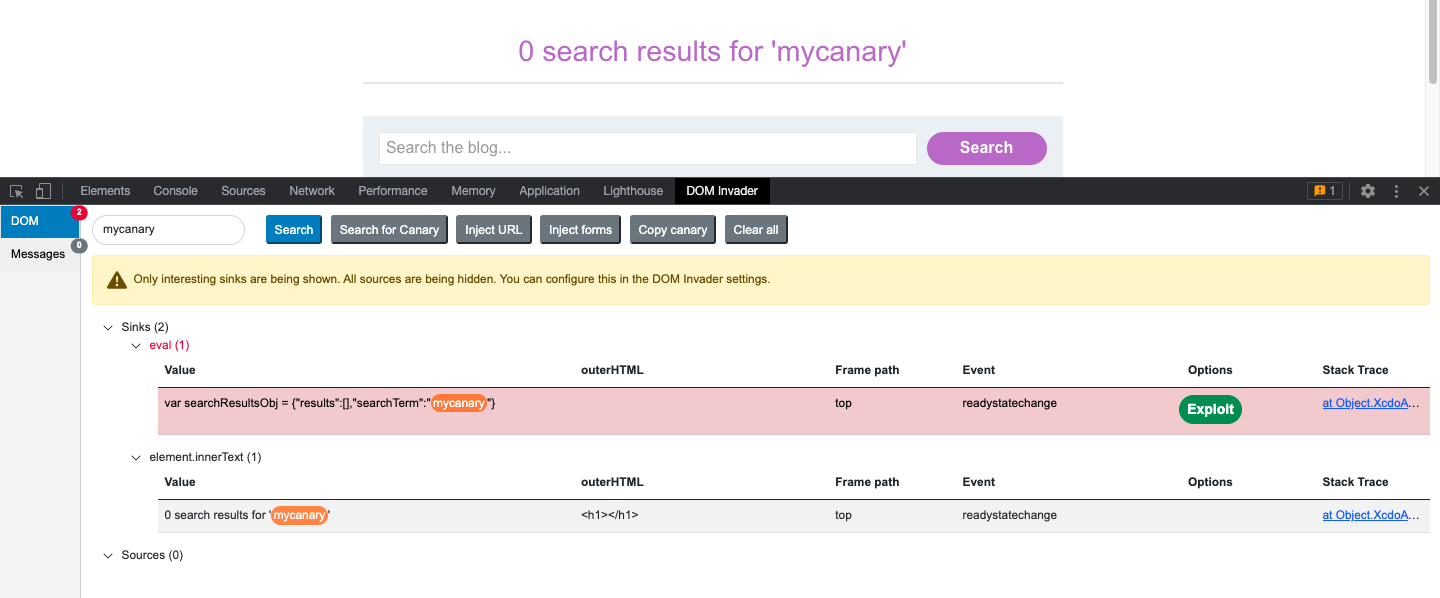 0 search results for 'mycanary'
Search the blog... Search
Elements Console Sources Network Performance Memory Application Lighthouse DOM Invader 1
DOM 2
Messages 0
mycanary Search Search for Canary Inject URL Inject forms Copy canary Clear all
Only interesting sinks are being shown. All sources are being hidden. You can configure this in the DOM Invader settings.
Sinks (2)
eval (1)
Value outerHTML Frame path Event Options Stack Trace
var searchResultsObj = {"results":[],"searchTerm":"mycanary"} top readystatechange Exploit at Object.XcdoA...
element.innerText (1)
Value outerHTML Frame path Event Options Stack Trace
0 search results for 'mycanary' <h1></h1> top readystatechange at Object.XcdoA...
Sources (0)